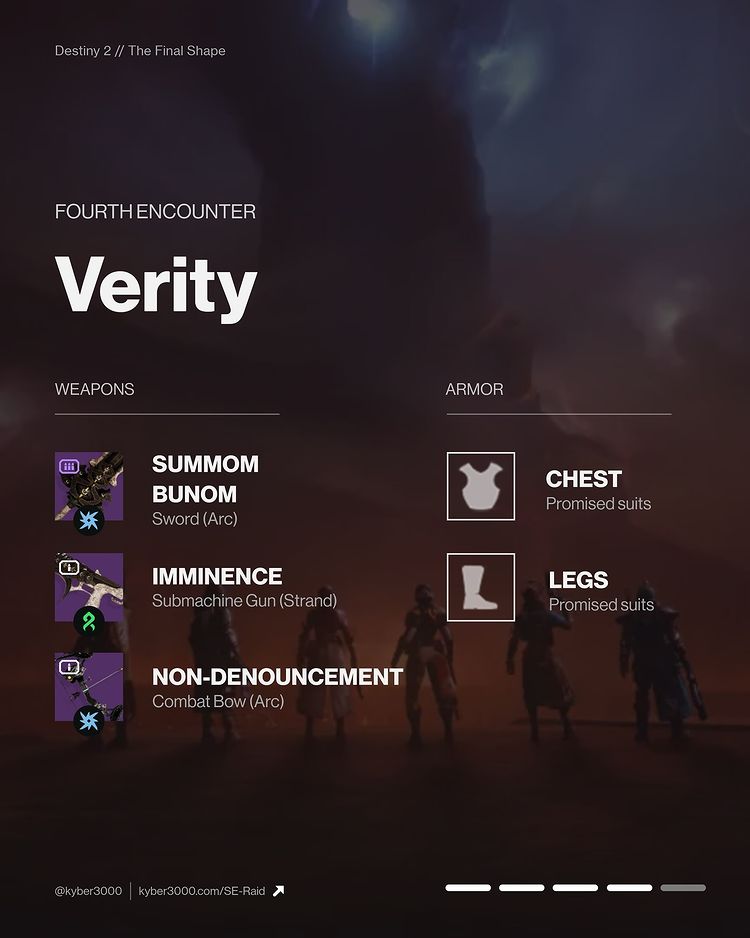 Destiny 2 // The Final Shape
FOURTH ENCOUNTER
Verity
WEAPONS
SUMMOM
BUNOM
Sword (Arc)
IMMINENCE
Submachine Gun (Strand)
NON-DENOUNCEMENT
Combat Bow (Arc)
ARMOR
CHEST
Promised suits
LEGS
Promised suits
@kyber3000 | kyber3000.com/SE-Raid